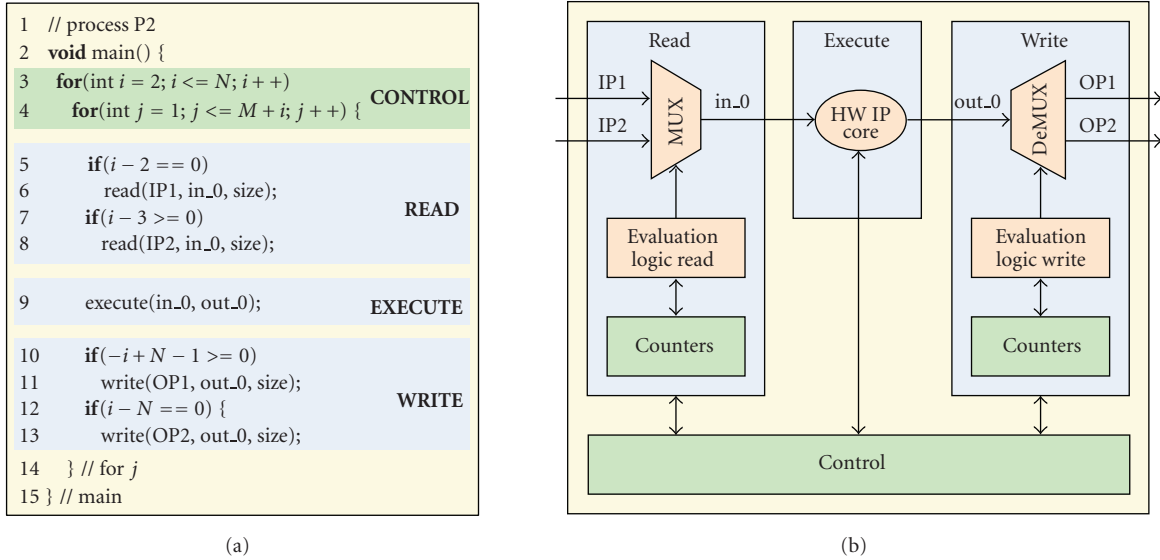 1 // process P2
2 void main() {
3 for(int i = 2; i <= N; i + +)
4 for(int j = 1; j <= M + i; j + +) {
CONTROL
5 if(i − 2 == 0)
6 read(IP1, in_0, size);
7 if(i − 3 >= 0)
8 read(IP2, in_0, size);
READ
9 execute(in_0, out_0);
EXECUTE
10 if(−i + N − 1 >= 0)
11 write(OP1, out_0, size);
12 if(i − N == 0) {
13 write(OP2, out_0, size);
WRITE
14 } // for j
15 } // main
(a)
Read
IP1
IP2
MUX
in_0
Evaluation
logic read
Counters
Execute
HW IP
core
Write
out_0
DeMUX
OP1
OP2
Evaluation
logic write
Counters
Control
(b)